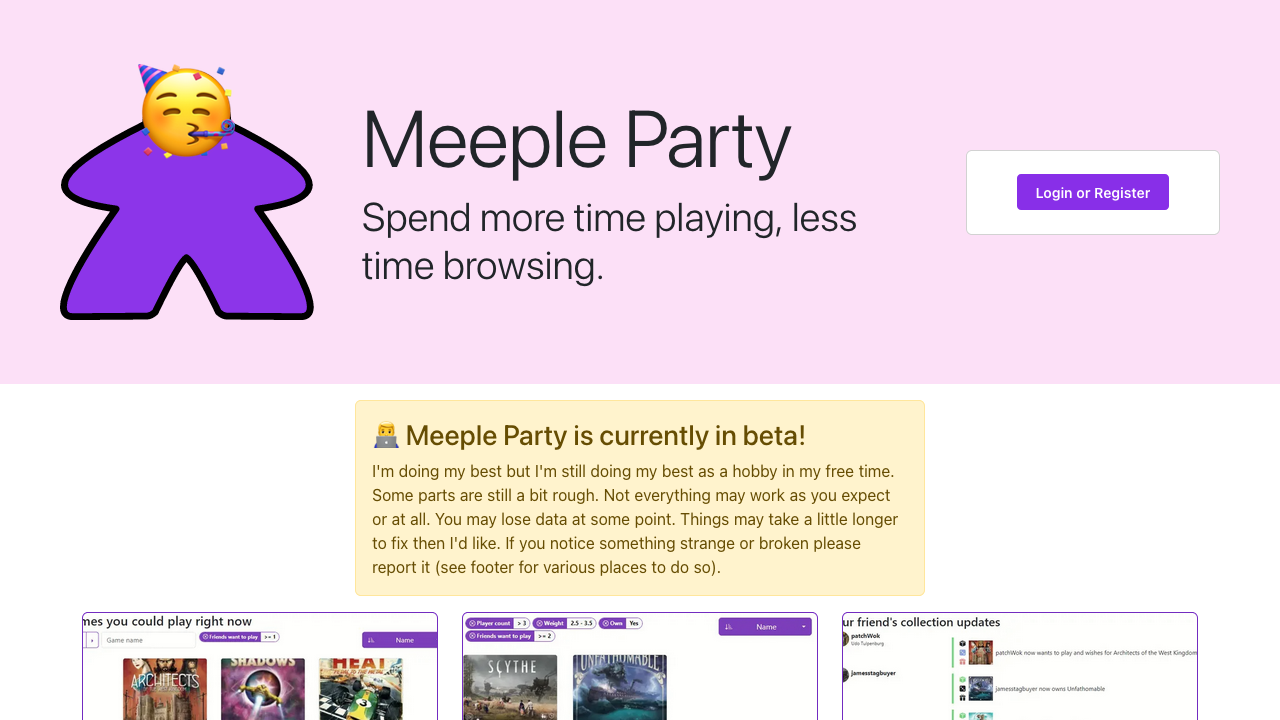 Meeple Party
Spend more time playing, less
time browsing.
Login or Register
Meeple Party is currently in beta!
I'm doing my best but I'm still doing my best as a hobby in my free time.
Some parts are still a bit rough. Not everything may work as you expect
or at all. You may lose data at some point. Things may take a little longer
to fix then I'd like. If you notice something strange or broken please
report it (see footer for various places to do so).
mes you could play right now
Game name
Friends want to play >= 1
Name
ARCHITECTS
SHADOWS
HEAT
Player count > 3
Weight 2.5 - 3.5
Own Yes
Friends want to play >= 2
Name
SCYTHE
UNFATHOMABLE
ur friend's collection updates
patchWok
Udo Tulpenburg
patchWok now wants to play and wishes for Architects of the West Kingdom
jamesstagbuyer
jamesstagbuyer now owns Unfathomable